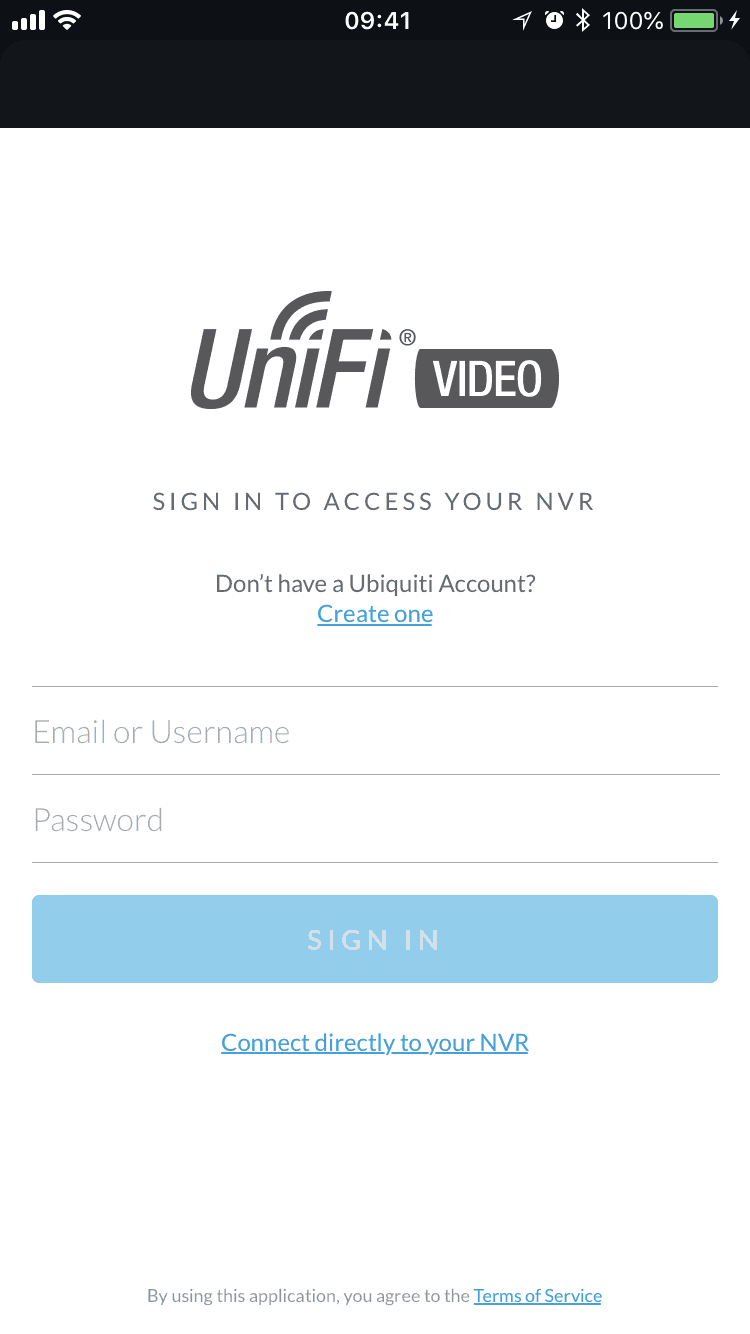 09:41 100%
UniFi® VIDEO
SIGN IN TO ACCESS YOUR NVR
Don't have a Ubiquiti Account?
Create one
Email or Username
Password
SIGN IN
Connect directly to your NVR
By using this application, you agree to the Terms of Service